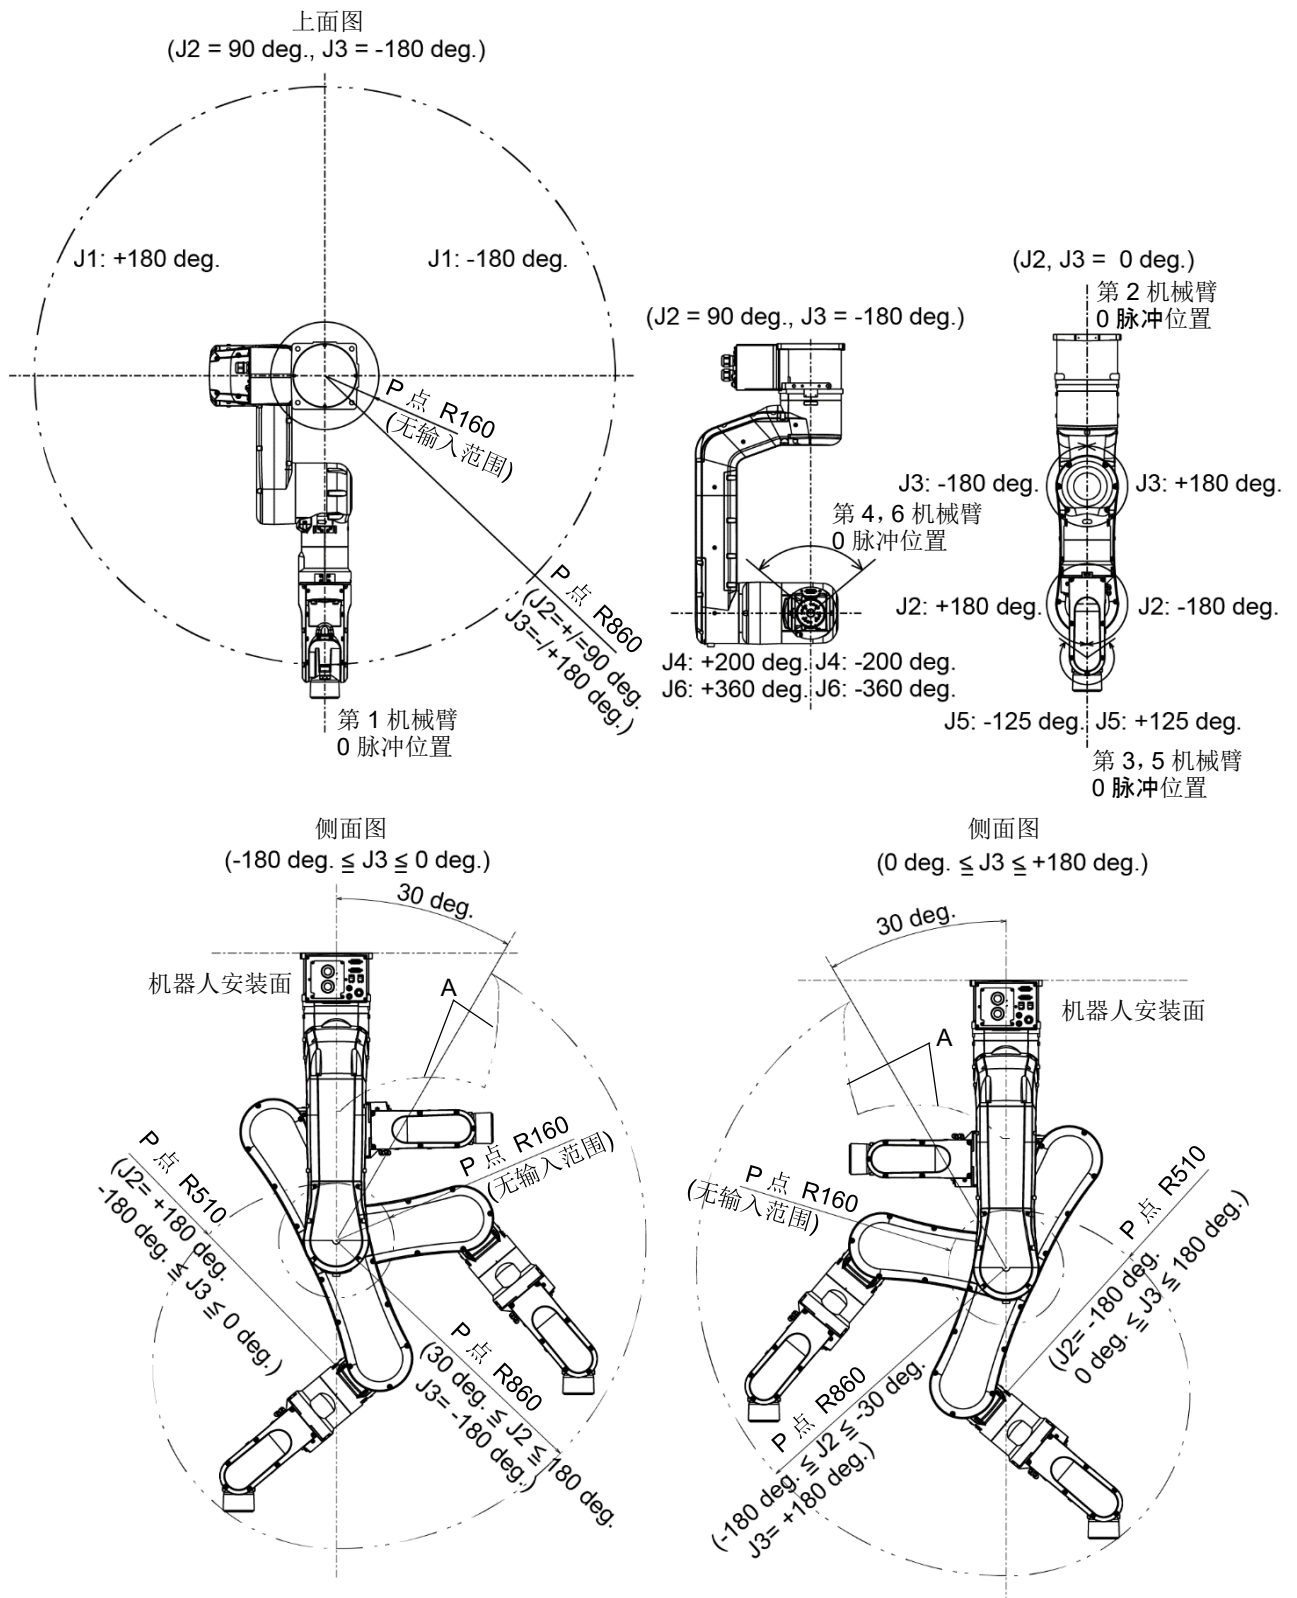 上面图
(J2 = 90 deg., J3 = -180 deg.)
J1: +180 deg.
J1: -180 deg.
P 点 R160
(无输入范围)
P 点 R860
(J2=+/=90 deg.
J3=-/+180 deg.)
第 1 机械臂
0 脉冲位置
(J2 = 90 deg., J3 = -180 deg.)
第 4，6 机械臂
0 脉冲位置
J4: +200 deg.
J4: -200 deg.
J6: +360 deg.
J6: -360 deg.
(J2, J3 = 0 deg.)
第 2 机械臂
0 脉冲位置
J3: -180 deg.
J3: +180 deg.
J2: +180 deg.
J2: -180 deg.
J5: -125 deg.
J5: +125 deg.
第 3，5 机械臂
0 脉冲位置
侧面图
(-180 deg. ≦ J3 ≦ 0 deg.)
30 deg.
机器人安装面
A
P 点 R160
(无输入范围)
P 点 R510
(J2= +180 deg.
-180 deg. ≦ J3 ≦ 0 deg.)
P 点 R860
(30 deg. ≦ J2 ≦ 180 deg.
J3= -180 deg.)
侧面图
(0 deg. ≦ J3 ≦ +180 deg.)
30 deg.
机器人安装面
A
P 点 R160
(无输入范围)
P 点 R510
(J2= -180 deg.
0 deg. ≦ J3 ≦ 180 deg.)
P 点 R860
(-180 deg. ≦ J2 ≦ -30 deg.
J3= +180 deg.)